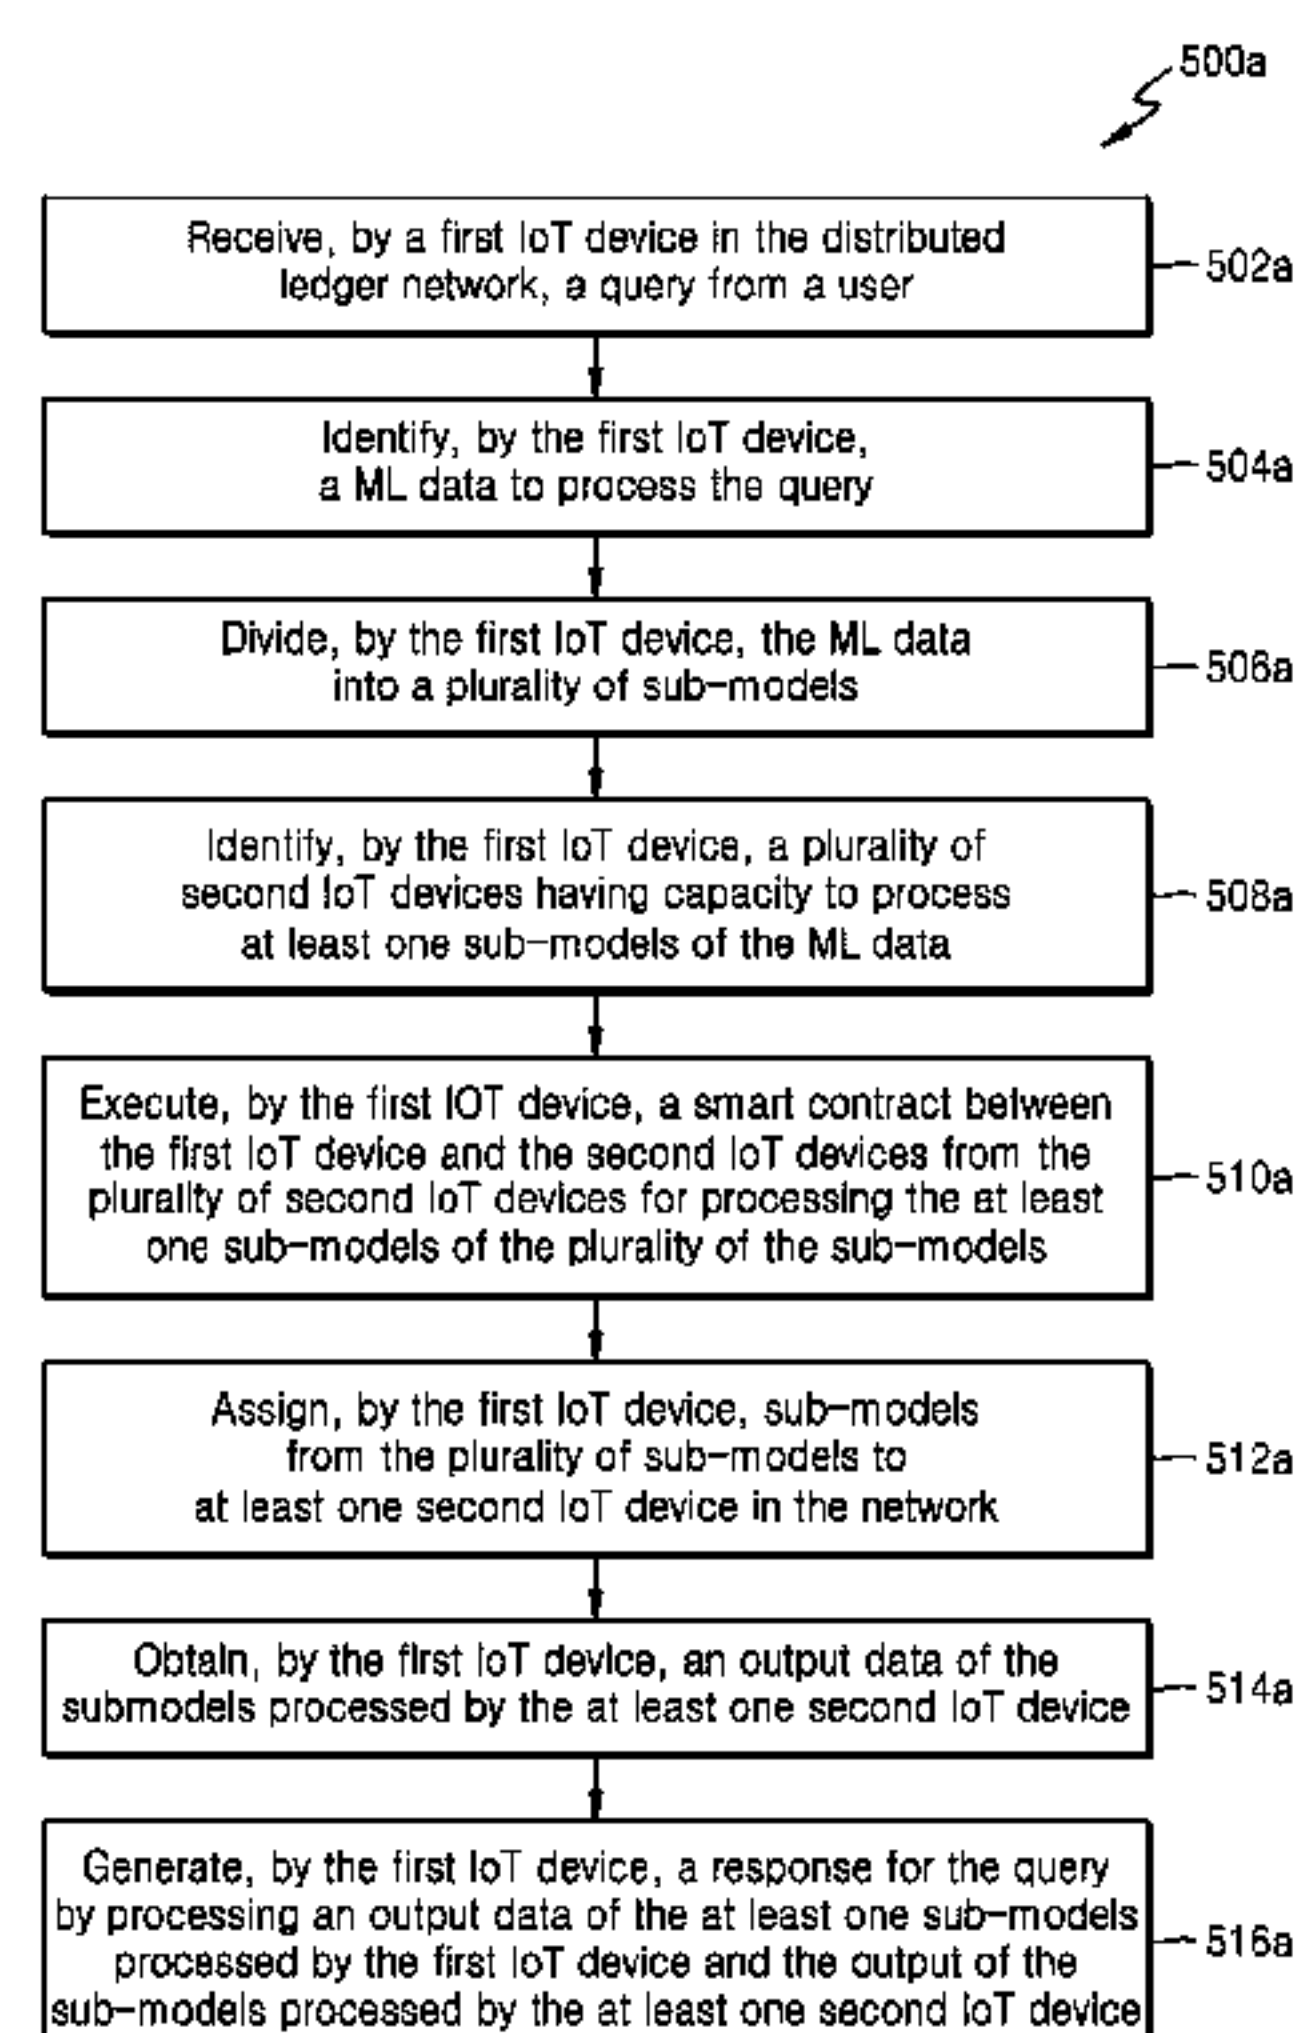 500a
Receive, by a first IoT device in the distributed
ledger network, a query from a user
502a
Identify, by the first IoT device,
a ML data to process the query
504a
Divide, by the first IoT device, the ML data
into a plurality of sub-models
506a
Identify, by the first IoT device, a plurality of
second IoT devices having capacity to process
at least one sub-models of the ML data
508a
Execute, by the first IOT device, a smart contract between
the first IoT device and the second IoT devices from the
plurality of second IoT devices for processing the at least
one sub-models of the plurality of the sub-models
510a
Assign, by the first IoT device, sub-models
from the plurality of sub-models to
at least one second IoT device in the network
512a
Obtain, by the first IoT device, an output data of the
submodels processed by the at least one second IoT device
514a
Generate, by the first IoT device, a response for the query
by processing an output data of the at least one sub-models
processed by the first IoT device and the output of the
sub-models processed by the at least one second IoT device
516a